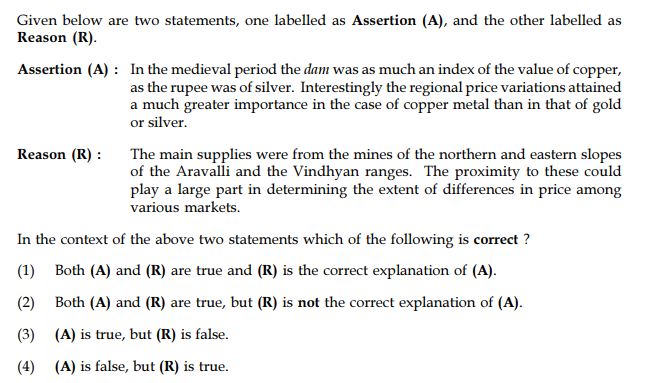 Given below are two statements, one labelled as Assertion (A), and the other labelled as
Reason (R).
Assertion (A) : In the medieval period the dam was as much an index of the value of copper,
as the rupee was of silver. Interestingly the regional price variations attained
a much greater importance in the case of copper metal than in that of gold
or silver.
Reason (R) : The main supplies were from the mines of the northern and eastern slopes
of the Aravalli and the Vindhyan ranges. The proximity to these could
play a large part in determining the extent of differences in price among
various markets.
In the context of the above two statements which of the following is correct ?
(1) Both (A) and (R) are true and (R) is the correct explanation of (A).
(2) Both (A) and (R) are true, but (R) is not the correct explanation of (A).
(3) (A) is true, but (R) is false.
(4) (A) is false, but (R) is true.